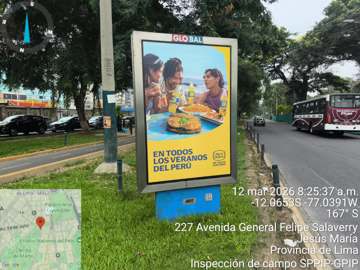 GLOBAL
EN TODOS
LOS VERANOS
DEL PERÚ
12 mar 2026 8:25:37 a.m.
-12.0653S -77.0391W
167° S
227 Avenida General Felipe Salaverry
Jesús María
Provincia de Lima
Inspección de campo SPPIP-GPIP